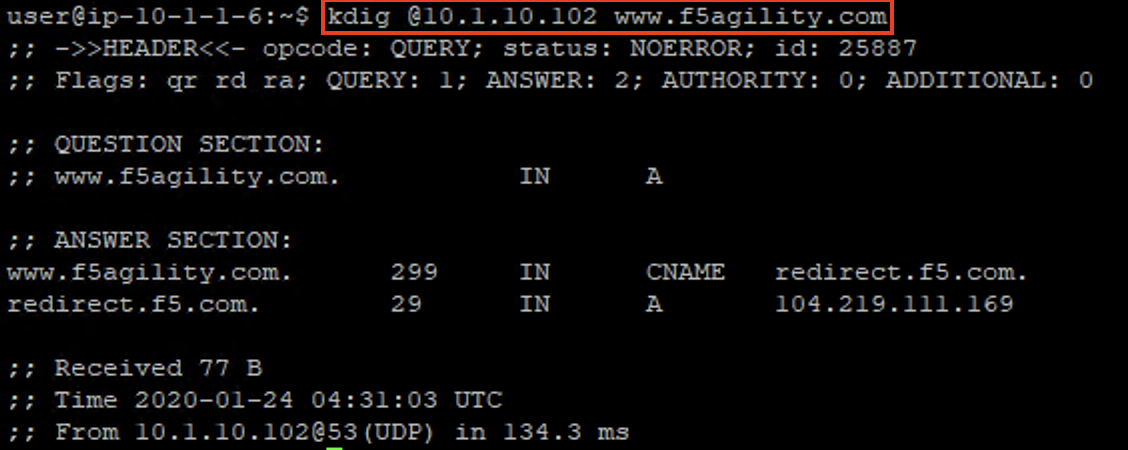 user@ip-10-1-1-6:~$ kdig @10.1.10.102 www.f5agility.com
;; ->>HEADER<<- opcode: QUERY; status: NOERROR; id: 25887
;; Flags: qr rd ra; QUERY: 1; ANSWER: 2; AUTHORITY: 0; ADDITIONAL: 0
;; QUESTION SECTION:
;; www.f5agility.com. IN A
;; ANSWER SECTION:
www.f5agility.com. 299 IN CNAME redirect.f5.com.
redirect.f5.com. 29 IN A 104.219.111.169
;; Received 77 B
;; Time 2020-01-24 04:31:03 UTC
;; From 10.1.10.102@53(UDP) in 134.3 ms